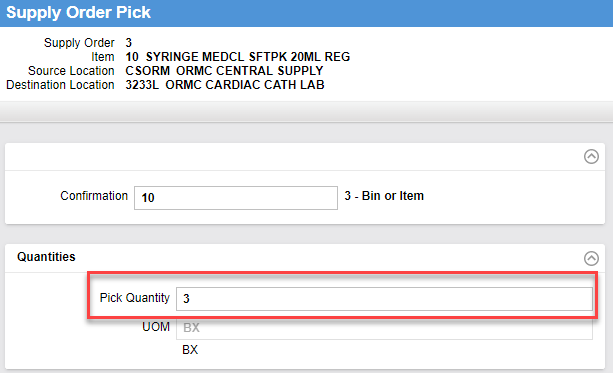 Supply Order Pick
Supply Order 3
Item 10 SYRINGE MEDCL SFTPK 20ML REG
Source Location CSORM ORMC CENTRAL SUPPLY
Destination Location 3233L ORMC CARDIAC CATH LAB
Confirmation 10 3 - Bin or Item
Quantities
Pick Quantity 3
UOM BX
BX